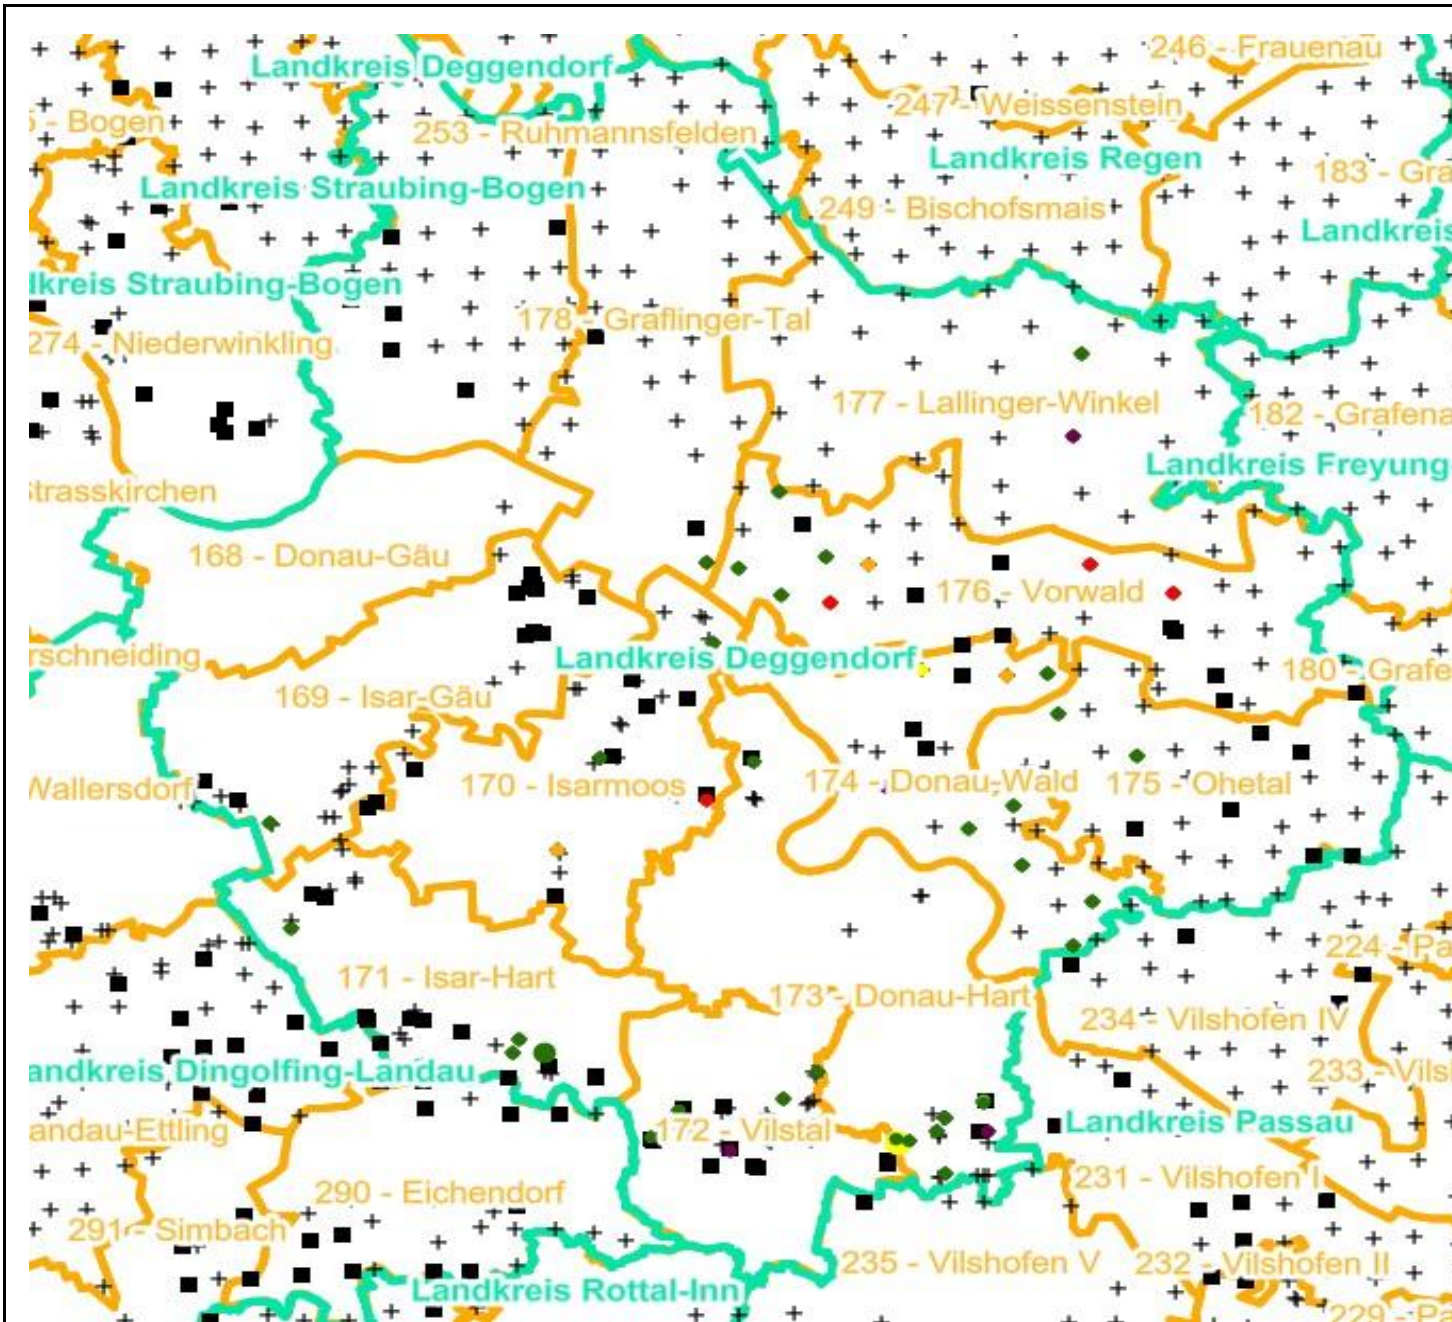 246 - Frauenau
Landkreis Deggendorf
247 - Weissenstein
- Bogen
253 - Ruhmannsfelden
Landkreis Regen
183 - Gra
Landkreis Straubing-Bogen
249 - Bischofsmais
Landkreis
lkreis Straubing-Bogen
178 - Graflinger-Tal
274 - Niederwinkling
177 - Lallinger-Winkel
182 - Grafena
Landkreis Freyung
Strasskirchen
168 - Donau-Gäu
176 - Vorwald
rschneiding
Landkreis Deggendorf
180 - Grafe
169 - Isar-Gäu
Wallersdorf
170 - Isarmoos
174 - Donau-Wald
175 - Ohetal
224 - Pa
171 - Isar-Hart
173 - Donau-Hart
234 - Vilshofen IV
andkreis Dingolfing-Landau
233 - Vils
andau-Ettling
172 - Vilstal
Landkreis Passau
290 - Eichendorf
231 - Vilshofen I
291 - Simbach
235 - Vilshofen V
232 - Vilshofen II
Landkreis Rottal-Inn
229 - Pa